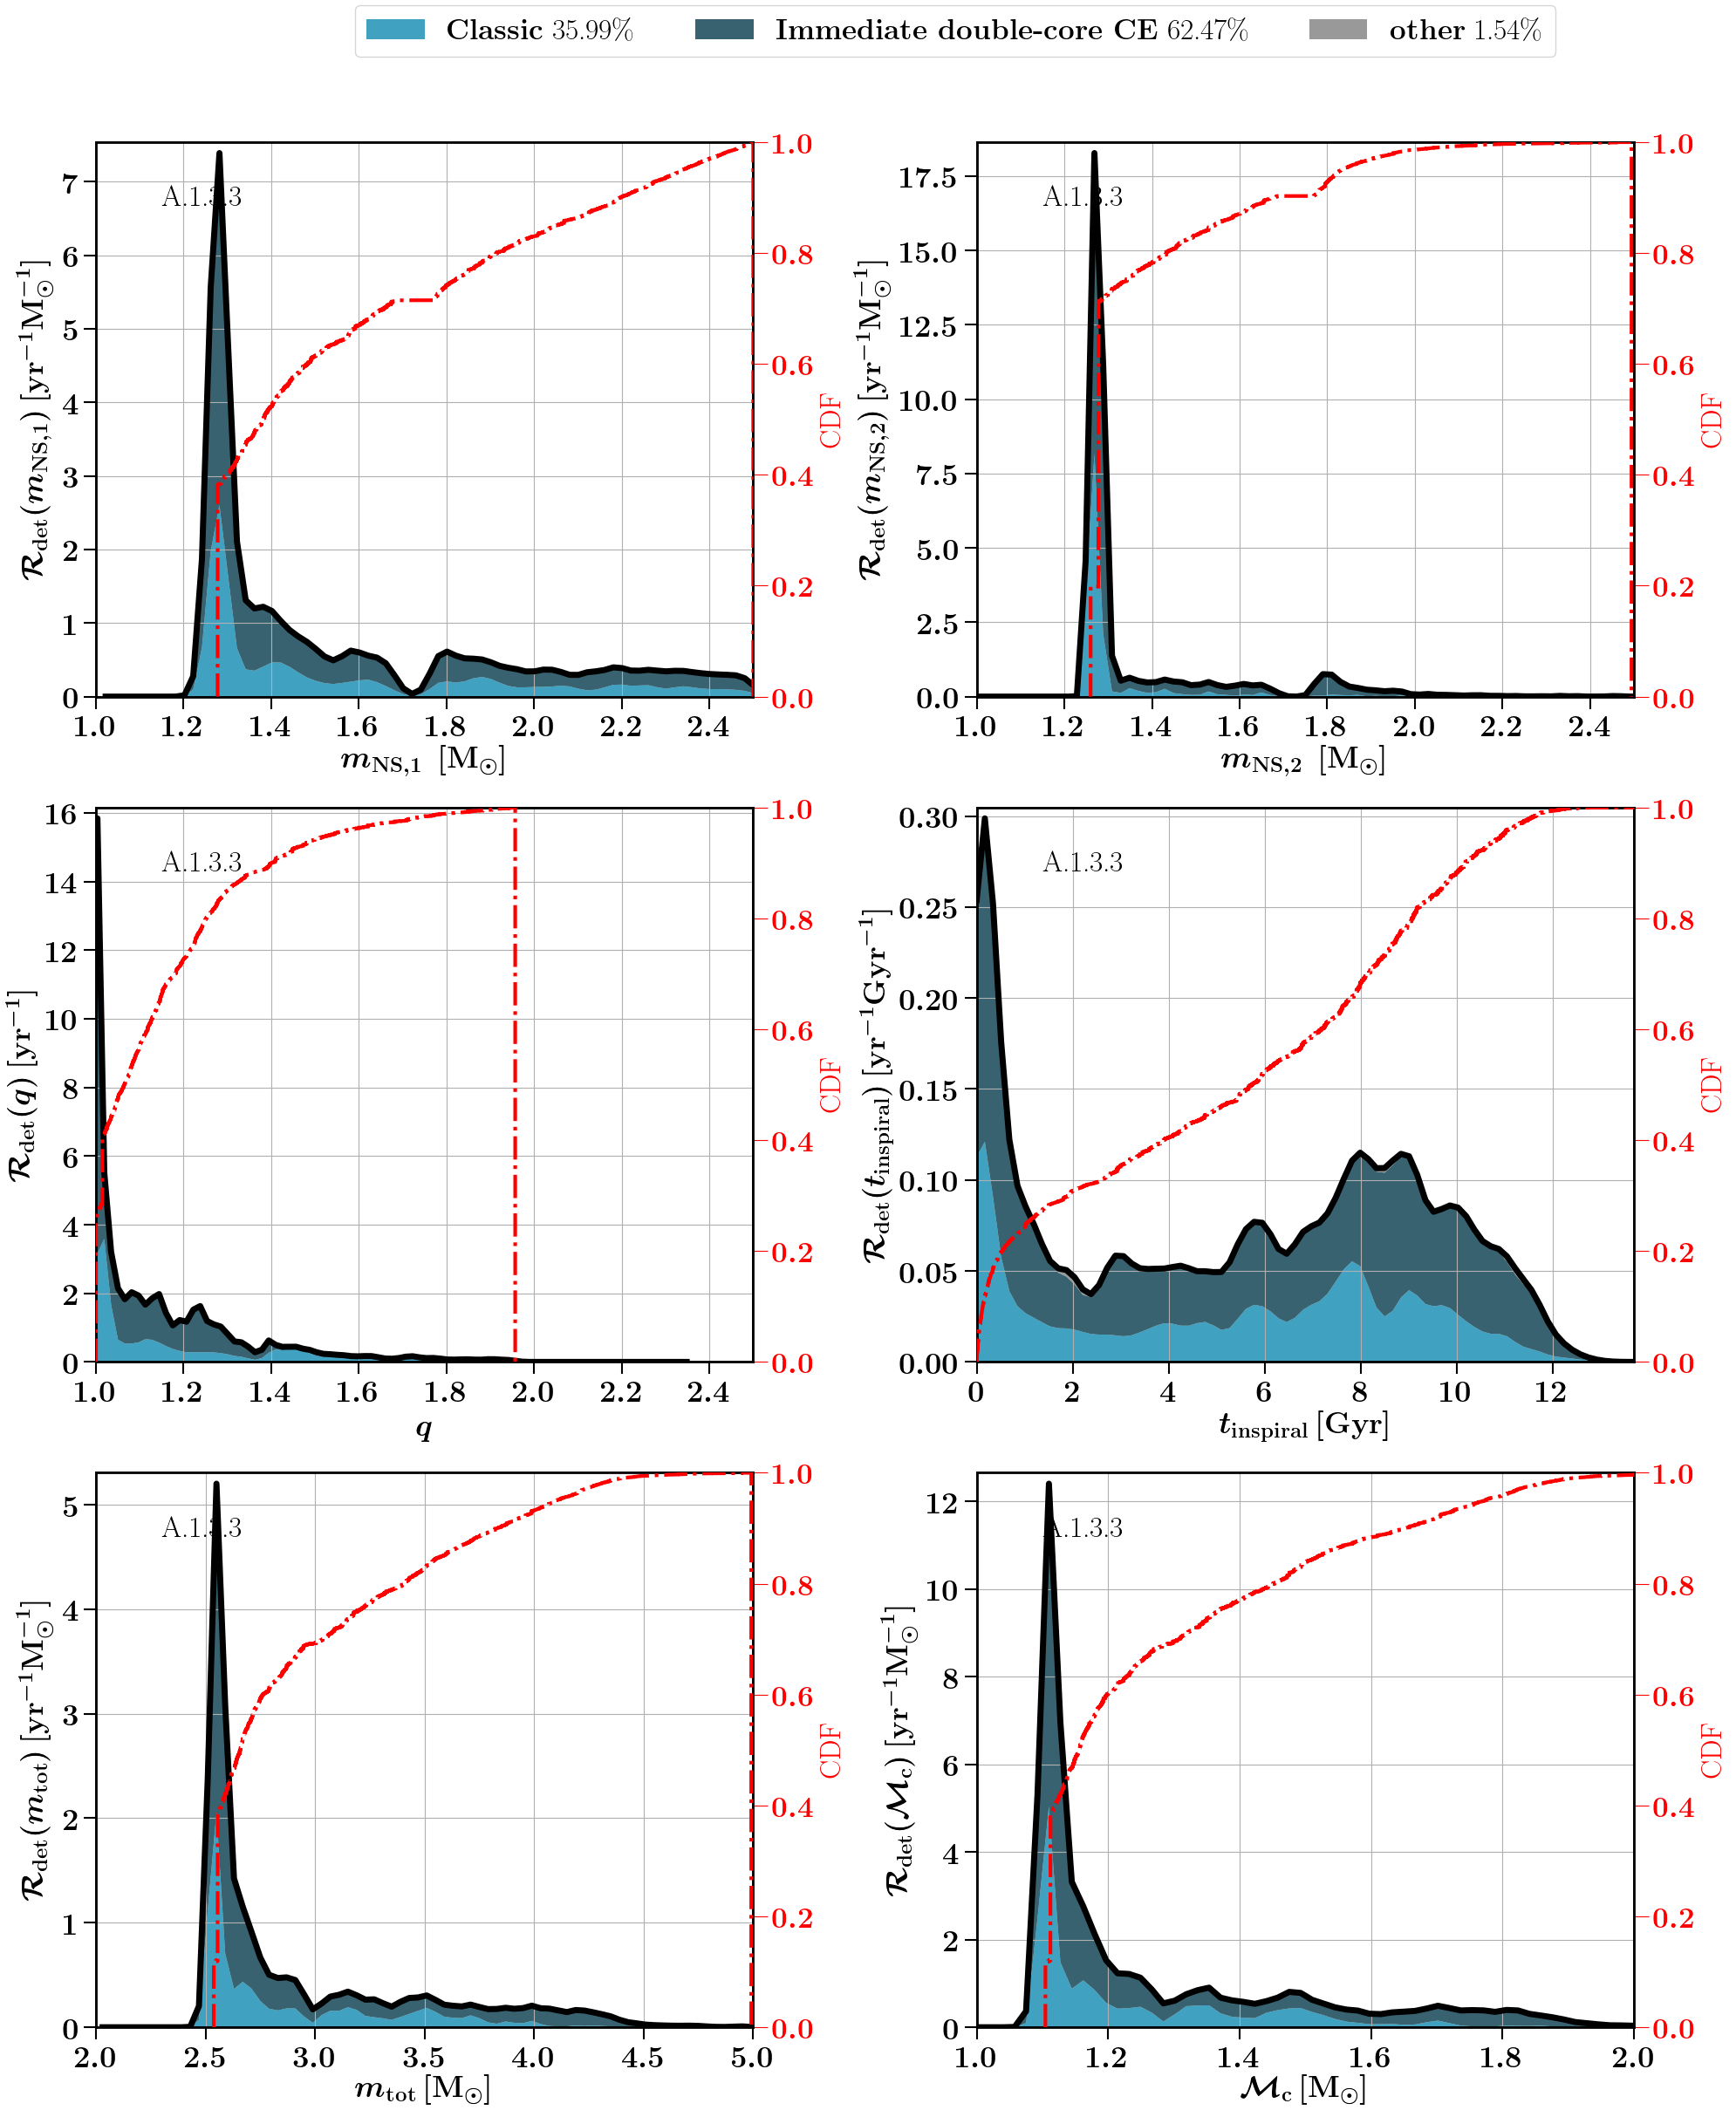 Classic 35.99% Immediate double-core CE 62.47% other 1.54%
A.1.3.3
7
6
5
4
3
2
1
0
1.0 1.2 1.4 1.6 1.8 2.0 2.2 2.4
1.0
0.8
0.6
0.4
0.2
0.0
CDF
ℛ_det(m_NS,1) [yr⁻¹M_⊙⁻¹]
m_NS,1 [M_⊙]
A.1.3.3
17.5
15.0
12.5
10.0
7.5
5.0
2.5
0.0
1.0 1.2 1.4 1.6 1.8 2.0 2.2 2.4
1.0
0.8
0.6
0.4
0.2
0.0
CDF
ℛ_det(m_NS,2) [yr⁻¹M_⊙⁻¹]
m_NS,2 [M_⊙]
A.1.3.3
16
14
12
10
8
6
4
2
0
1.0 1.2 1.4 1.6 1.8 2.0 2.2 2.4
1.0
0.8
0.6
0.4
0.2
0.0
CDF
ℛ_det(q) [yr⁻¹]
q
A.1.3.3
0.30
0.25
0.20
0.15
0.10
0.05
0.00
0 2 4 6 8 10 12
1.0
0.8
0.6
0.4
0.2
0.0
CDF
ℛ_det(t_inspiral) [yr⁻¹Gyr⁻¹]
t_inspiral [Gyr]
A.1.3.3
5
4
3
2
1
0
2.0 2.5 3.0 3.5 4.0 4.5 5.0
1.0
0.8
0.6
0.4
0.2
0.0
CDF
ℛ_det(m_tot) [yr⁻¹M_⊙⁻¹]
m_tot [M_⊙]
A.1.3.3
12
10
8
6
4
2
0
1.0 1.2 1.4 1.6 1.8 2.0
1.0
0.8
0.6
0.4
0.2
0.0
CDF
ℛ_det(ℳ_c) [yr⁻¹M_⊙⁻¹]
ℳ_c [M_⊙]